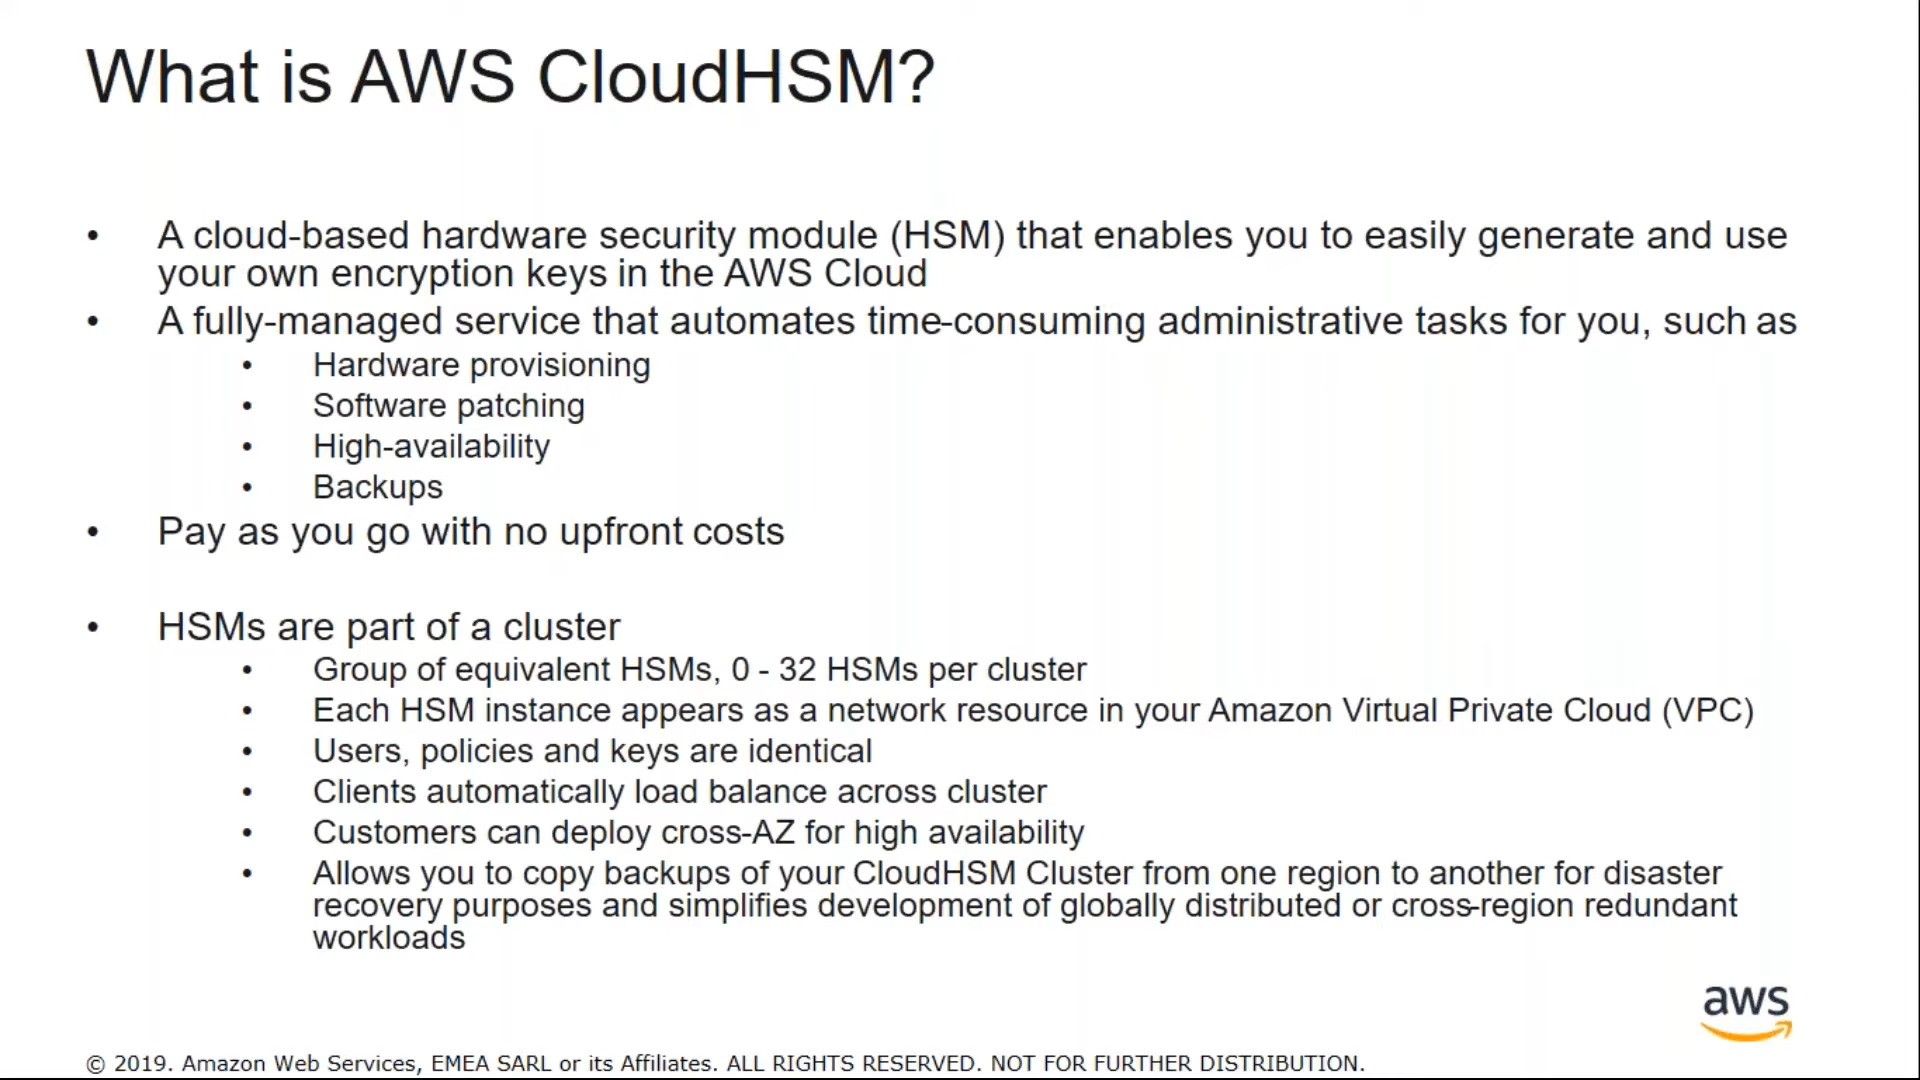 What is AWS CloudHSM?
• A cloud-based hardware security module (HSM) that enables you to easily generate and use
your own encryption keys in the AWS Cloud
• A fully-managed service that automates time-consuming administrative tasks for you, such as
• Hardware provisioning
• Software patching
• High-availability
• Backups
• Pay as you go with no upfront costs
• HSMs are part of a cluster
• Group of equivalent HSMs, 0 - 32 HSMs per cluster
• Each HSM instance appears as a network resource in your Amazon Virtual Private Cloud (VPC)
• Users, policies and keys are identical
• Clients automatically load balance across cluster
• Customers can deploy cross-AZ for high availability
• Allows you to copy backups of your CloudHSM Cluster from one region to another for disaster
recovery purposes and simplifies development of globally distributed or cross-region redundant
workloads
aws
© 2019. Amazon Web Services, EMEA SARL or its Affiliates. ALL RIGHTS RESERVED. NOT FOR FURTHER DISTRIBUTION.